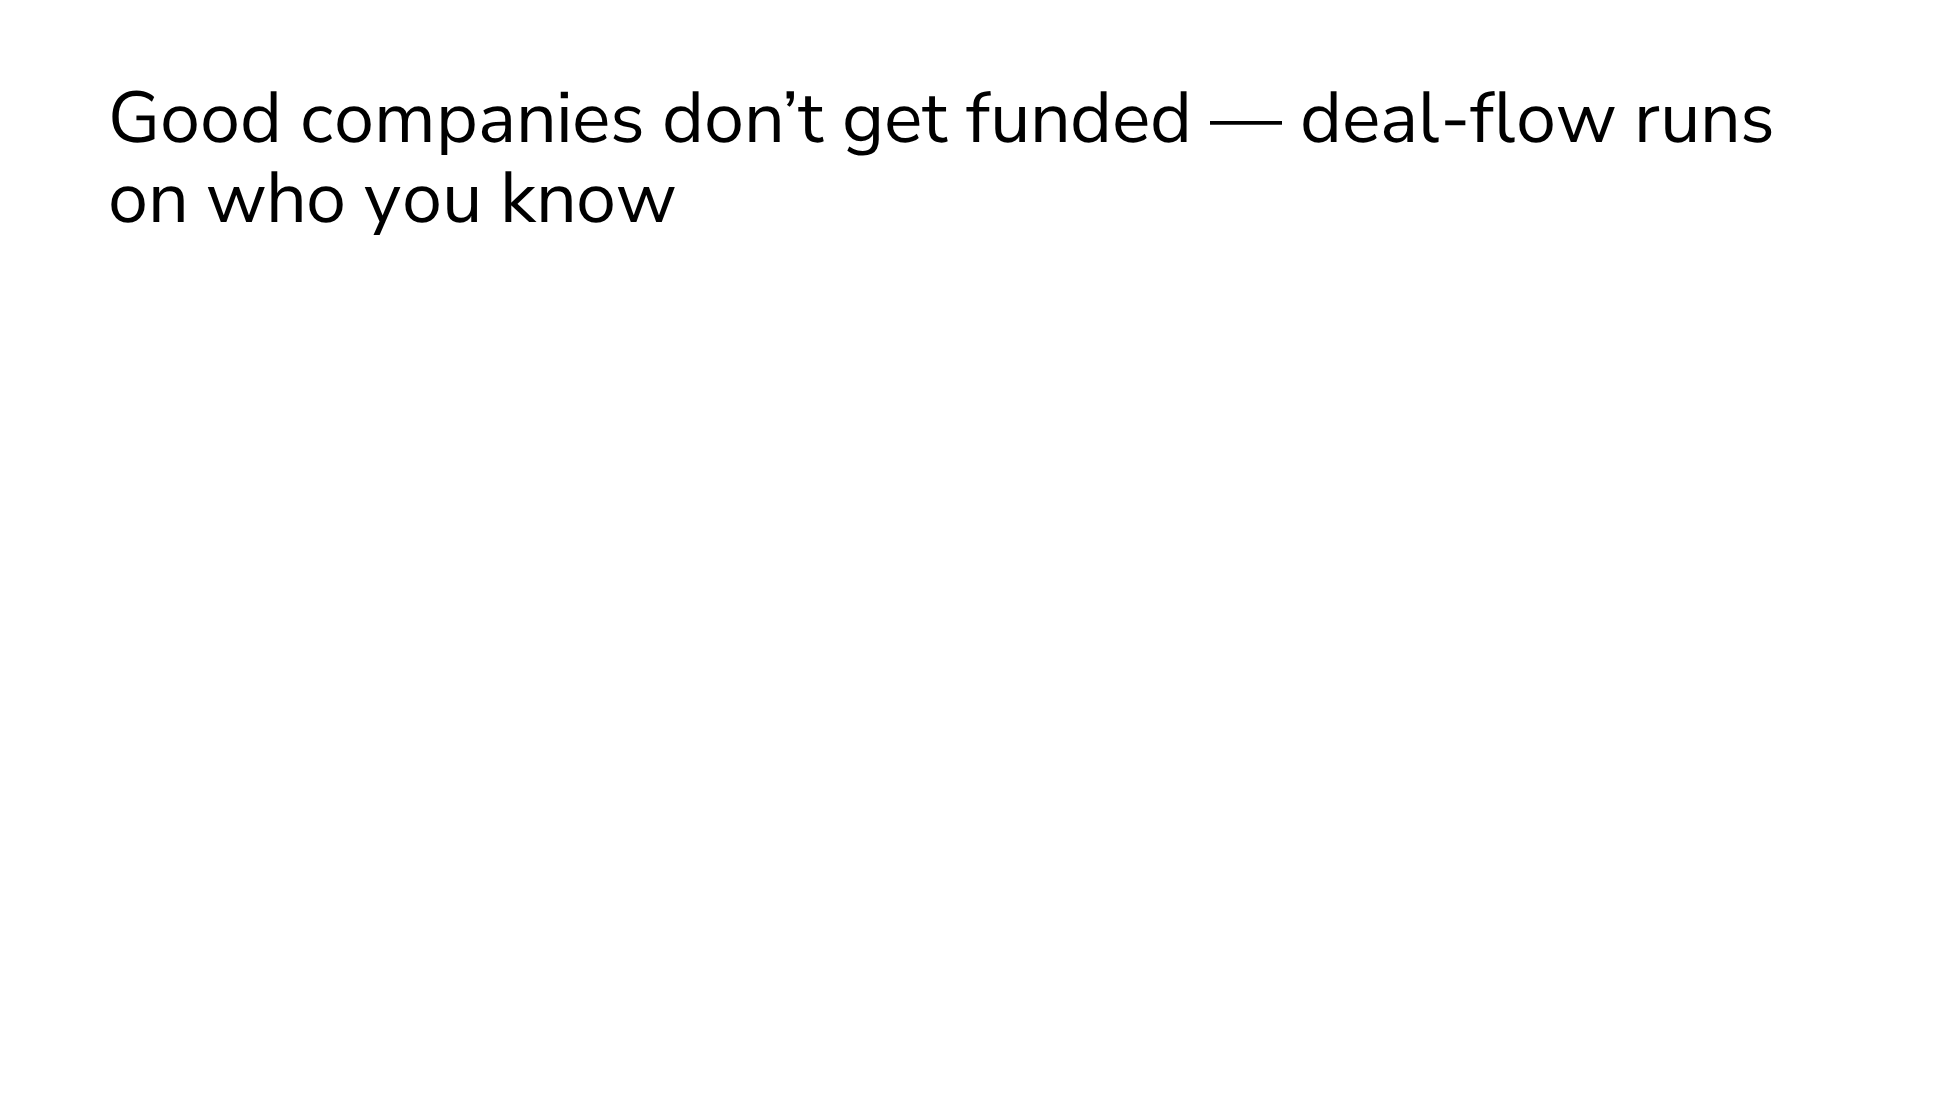 Good companies don’t get funded — deal-flow runs
on who you know